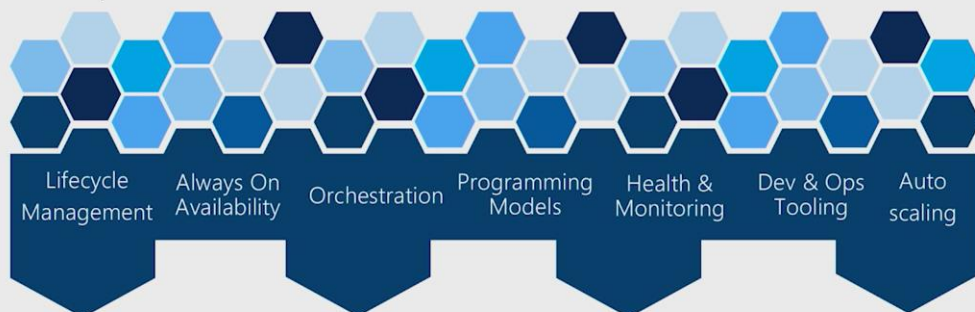 Lifecycle
Management
Always On
Availability
Orchestration
Programming
Models
Health &
Monitoring
Dev & Ops
Tooling
Auto
scaling